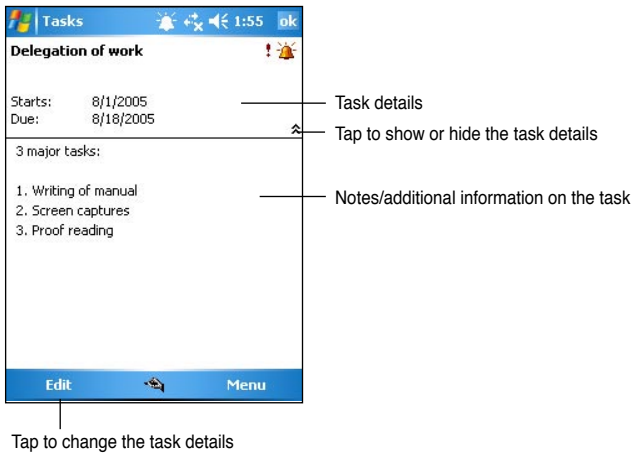 Tasks 1:55 ok
Delegation of work !
Starts: 8/1/2005
Due: 8/18/2005
Task details
Tap to show or hide the task details
3 major tasks:
1. Writing of manual
2. Screen captures
3. Proof reading
Notes/additional information on the task
Edit Menu
Tap to change the task details